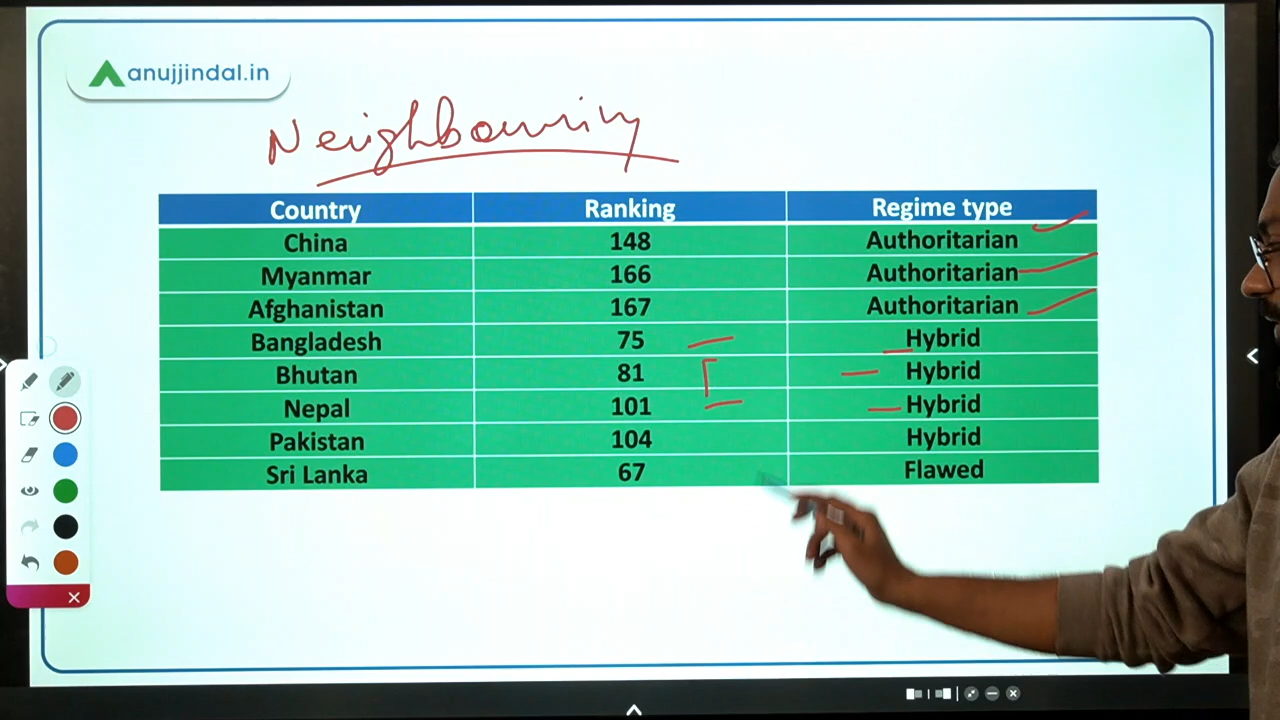 anujjindal.in
Neighbouring
Country Ranking Regime type
China 148 Authoritarian
Myanmar 166 Authoritarian
Afghanistan 167 Authoritarian
Bangladesh 75 Hybrid
Bhutan 81 Hybrid
Nepal 101 Hybrid
Pakistan 104 Hybrid
Sri Lanka 67 Flawed